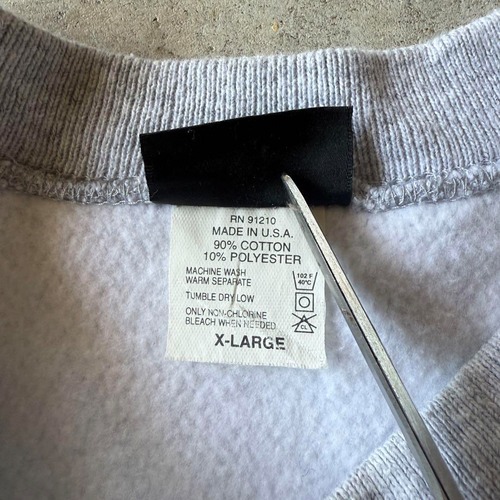 RN 91210
MADE IN U.S.A.
90% COTTON
10% POLYESTER
MACHINE WASH
WARM SEPARATE
102 F
40°C
TUMBLE DRY LOW
ONLY NON-CHLORINE
BLEACH WHEN NEEDED
CL
X-LARGE